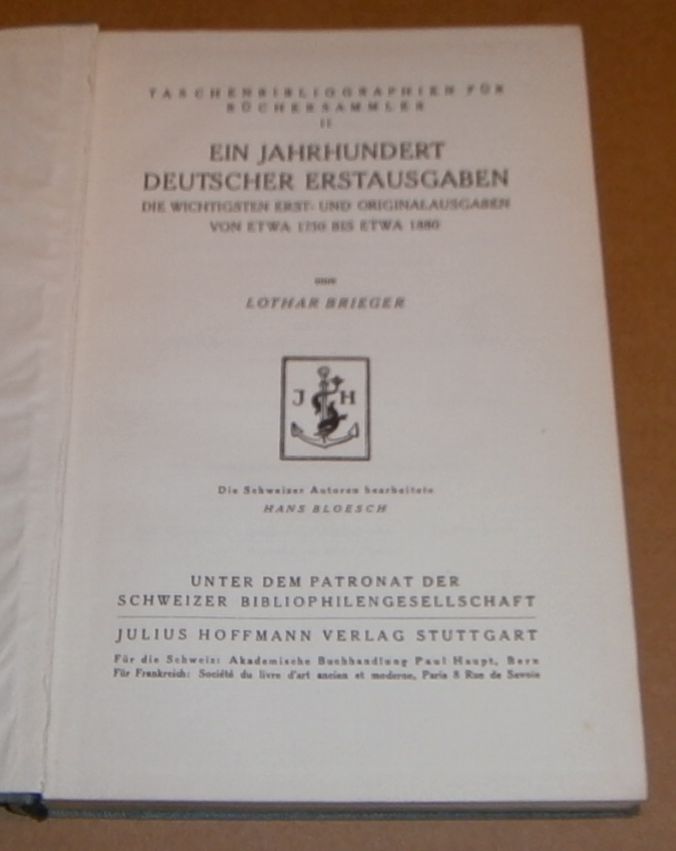 TASCHENBIBLIOGRAPHIEN FÜR
BÜCHERSAMMLER
II
EIN JAHRHUNDERT
DEUTSCHER ERSTAUSGABEN
DIE WICHTIGSTEN ERST- UND ORIGINALAUSGABEN
VON ETWA 1750 BIS ETWA 1880
VON
LOTHAR BRIEGER
J H
Die Schweizer Autoren bearbeitete
HANS BLOESCH
UNTER DEM PATRONAT DER
SCHWEIZER BIBLIOPHILENGESELLSCHAFT
JULIUS HOFFMANN VERLAG STUTTGART
Für die Schweiz: Akademische Buchhandlung Paul Haupt, Bern
Für Frankreich: Société du livre d'art ancien et moderne, Paris 8 Rue de Savoie